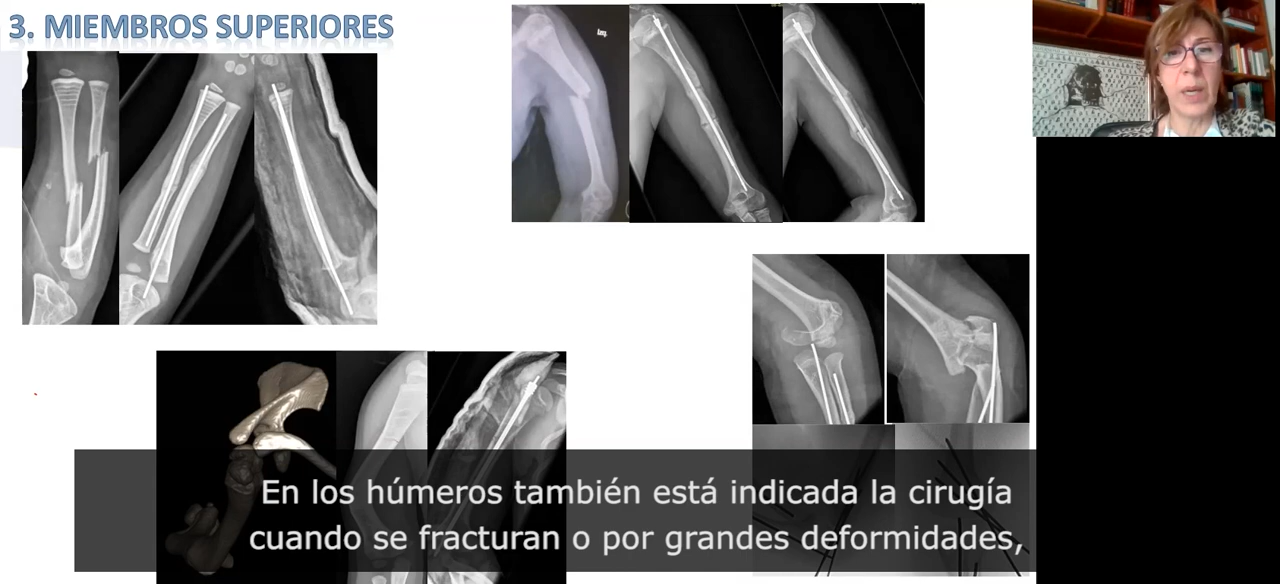 3. MIEMBROS SUPERIORES
En los húmeros también está indicada la cirugía
cuando se fracturan o por grandes deformidades,